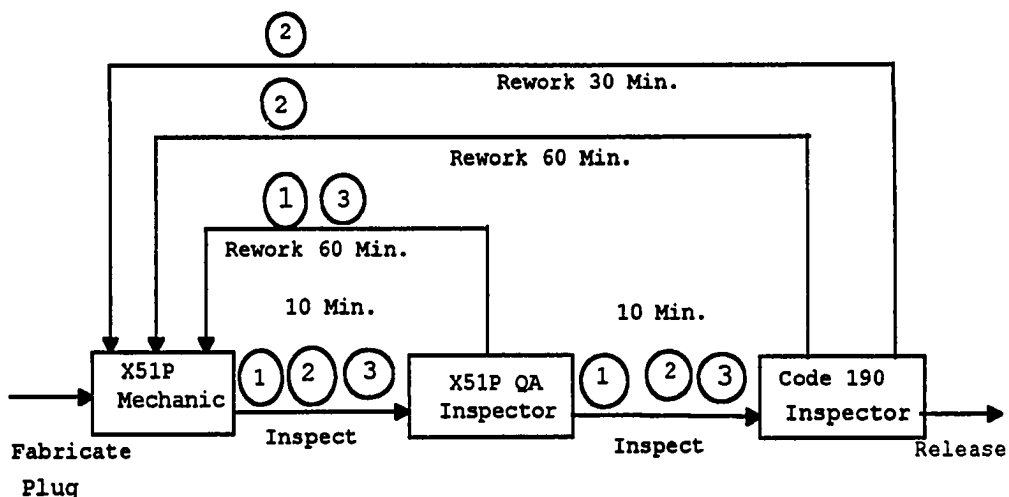 2
Rework 30 Min.
2
Rework 60 Min.
1 3
Rework 60 Min.
10 Min.
10 Min.
X51P
Mechanic
1 2 3
Inspect
X51P QA
Inspector
1 2 3
Inspect
Code 190
Inspector
Fabricate
Plug
Release